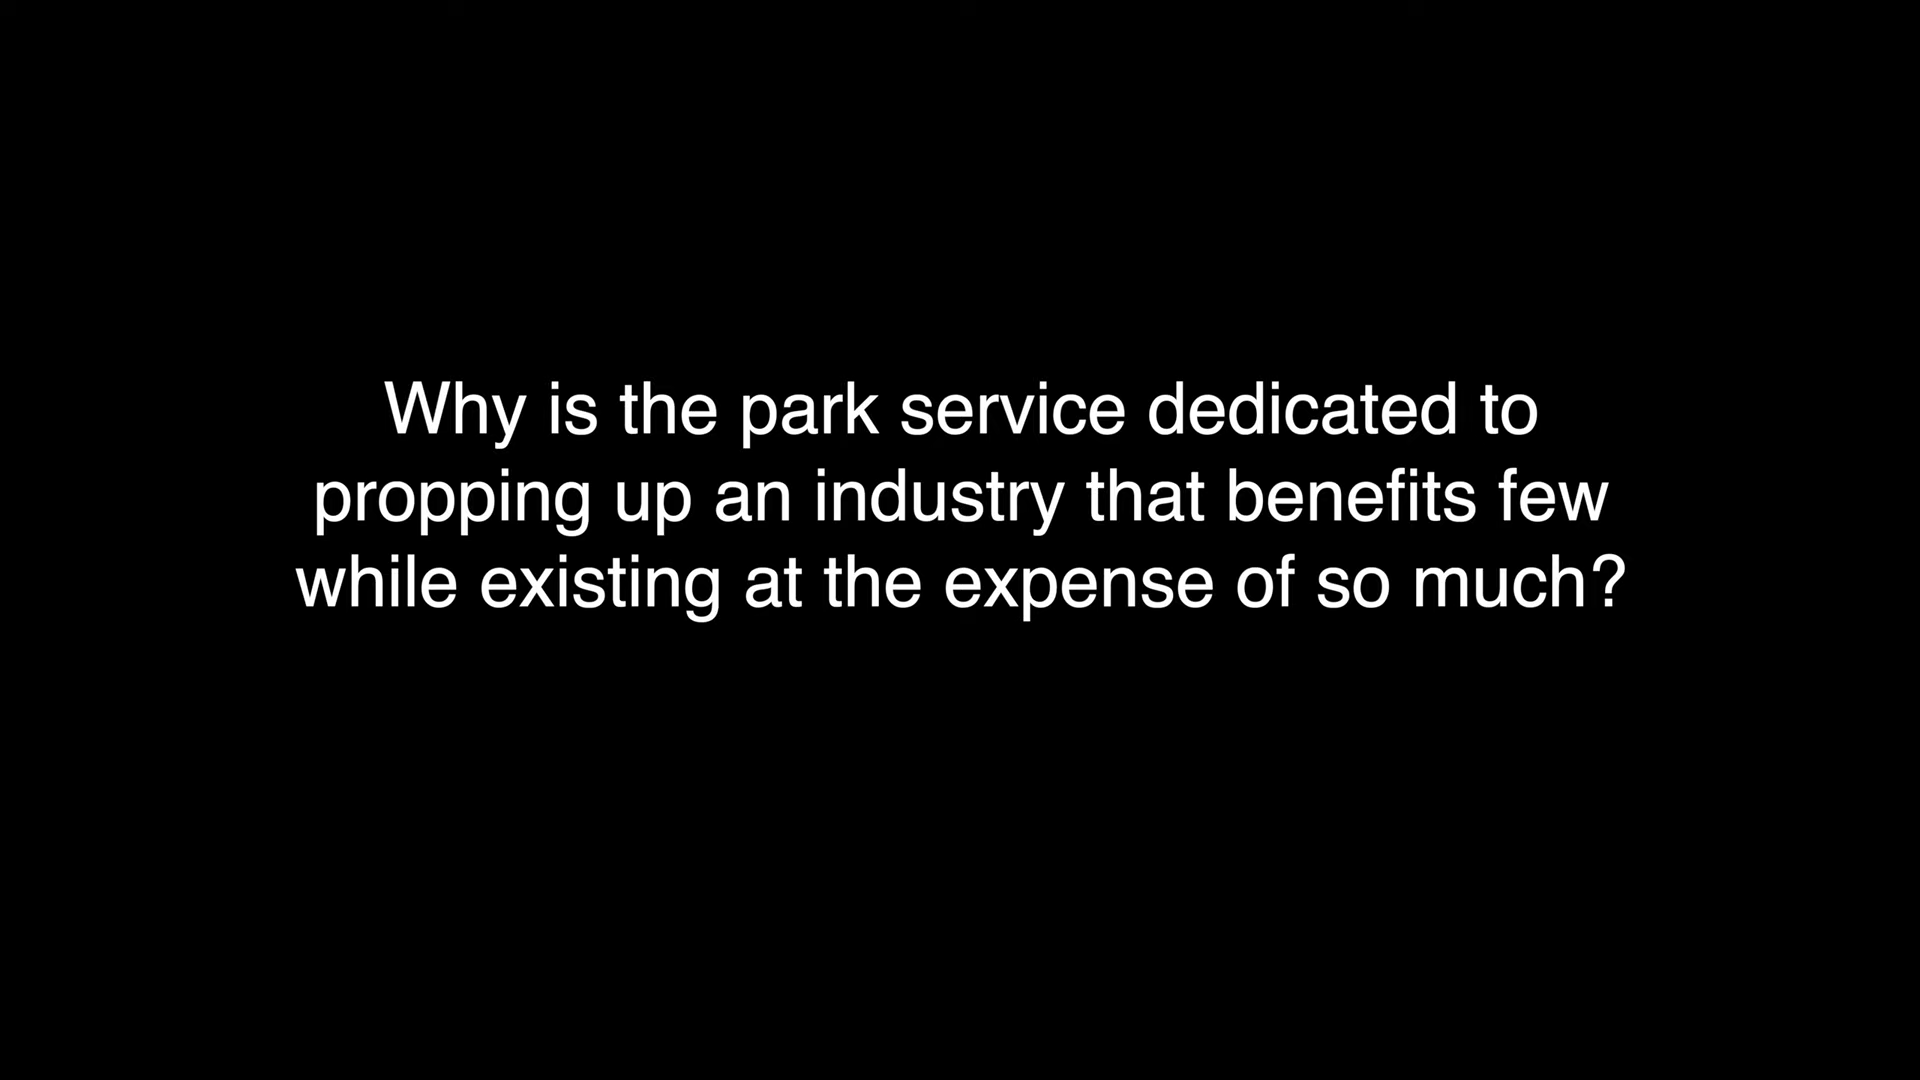 Why is the park service dedicated to
propping up an industry that benefits few
while existing at the expense of so much?